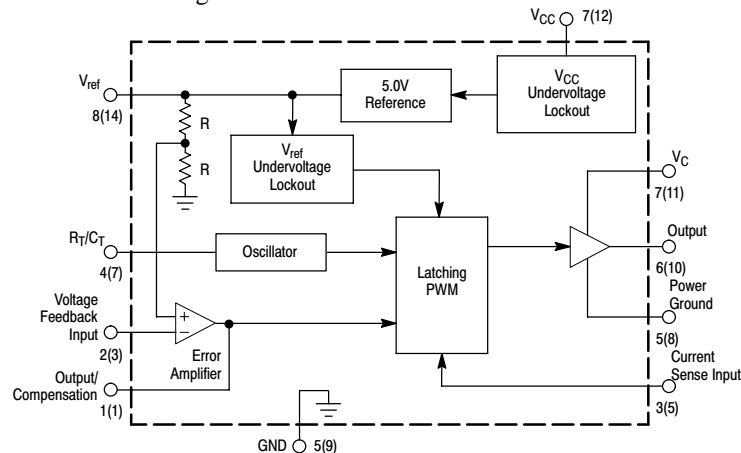 VCC 7(12)
Vref
8(14)
R
R
5.0V
Reference
VCC
Undervoltage
Lockout
Vref
Undervoltage
Lockout
VC
7(11)
RT/CT
4(7)
Oscillator
Latching
PWM
Output
6(10)
Voltage
Feedback
Input
2(3)
+
−
Error
Amplifier
Power
Ground
5(8)
Output/
Compensation
1(1)
Current
Sense Input
3(5)
GND 5(9)